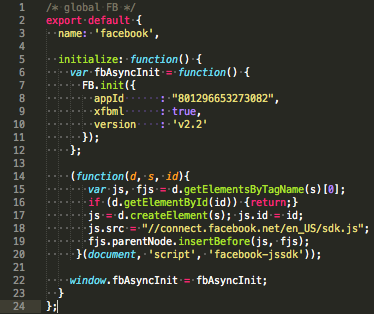 1 /* global FB */
2 export default {
3 name: 'facebook',
4
5 initialize: function() {
6 var fbAsyncInit = function() {
7 FB.init({
8 appId : "801296653273082",
9 xfbml : true,
10 version : 'v2.2'
11 });
12 };
13
14 (function(d, s, id){
15 var js, fjs = d.getElementsByTagName(s)[0];
16 if (d.getElementById(id)) {return;}
17 js = d.createElement(s); js.id = id;
18 js.src = "//connect.facebook.net/en_US/sdk.js";
19 fjs.parentNode.insertBefore(js, fjs);
20 }(document, 'script', 'facebook-jssdk'));
21
22 window.fbAsyncInit = fbAsyncInit;
23 }
24 };